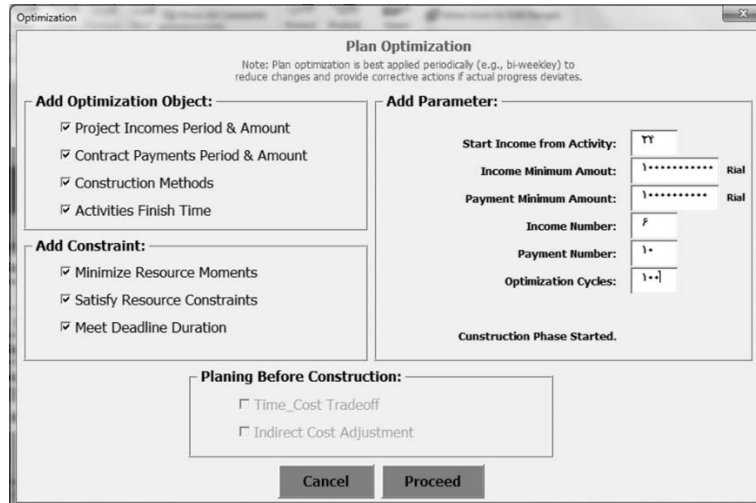 Optimization
x
Plan Optimization
Note: Plan optimization is best applied periodically (e.g., bi-weekley) to
reduce changes and provide corrective actions if actual progress deviates.
Add Optimization Object:
Project Incomes Period & Amount
Contract Payments Period & Amount
Construction Methods
Activities Finish Time
Add Constraint:
Minimize Resource Moments
Satisfy Resource Constraints
Meet Deadline Duration
Add Parameter:
Start Income from Activity: ۲۴
Income Minimum Amout: ۱۰۰۰۰۰۰۰۰۰۰۰ Rial
Payment Minimum Amount: ۱۰۰۰۰۰۰۰۰۰۰ Rial
Income Number: ۶
Payment Number: ۱۰
Optimization Cycles: ۱۰۰
Cunstruction Phase Started.
Planing Before Construction:
Time_Cost Tradeoff
Indirect Cost Adjustment
Cancel Proceed